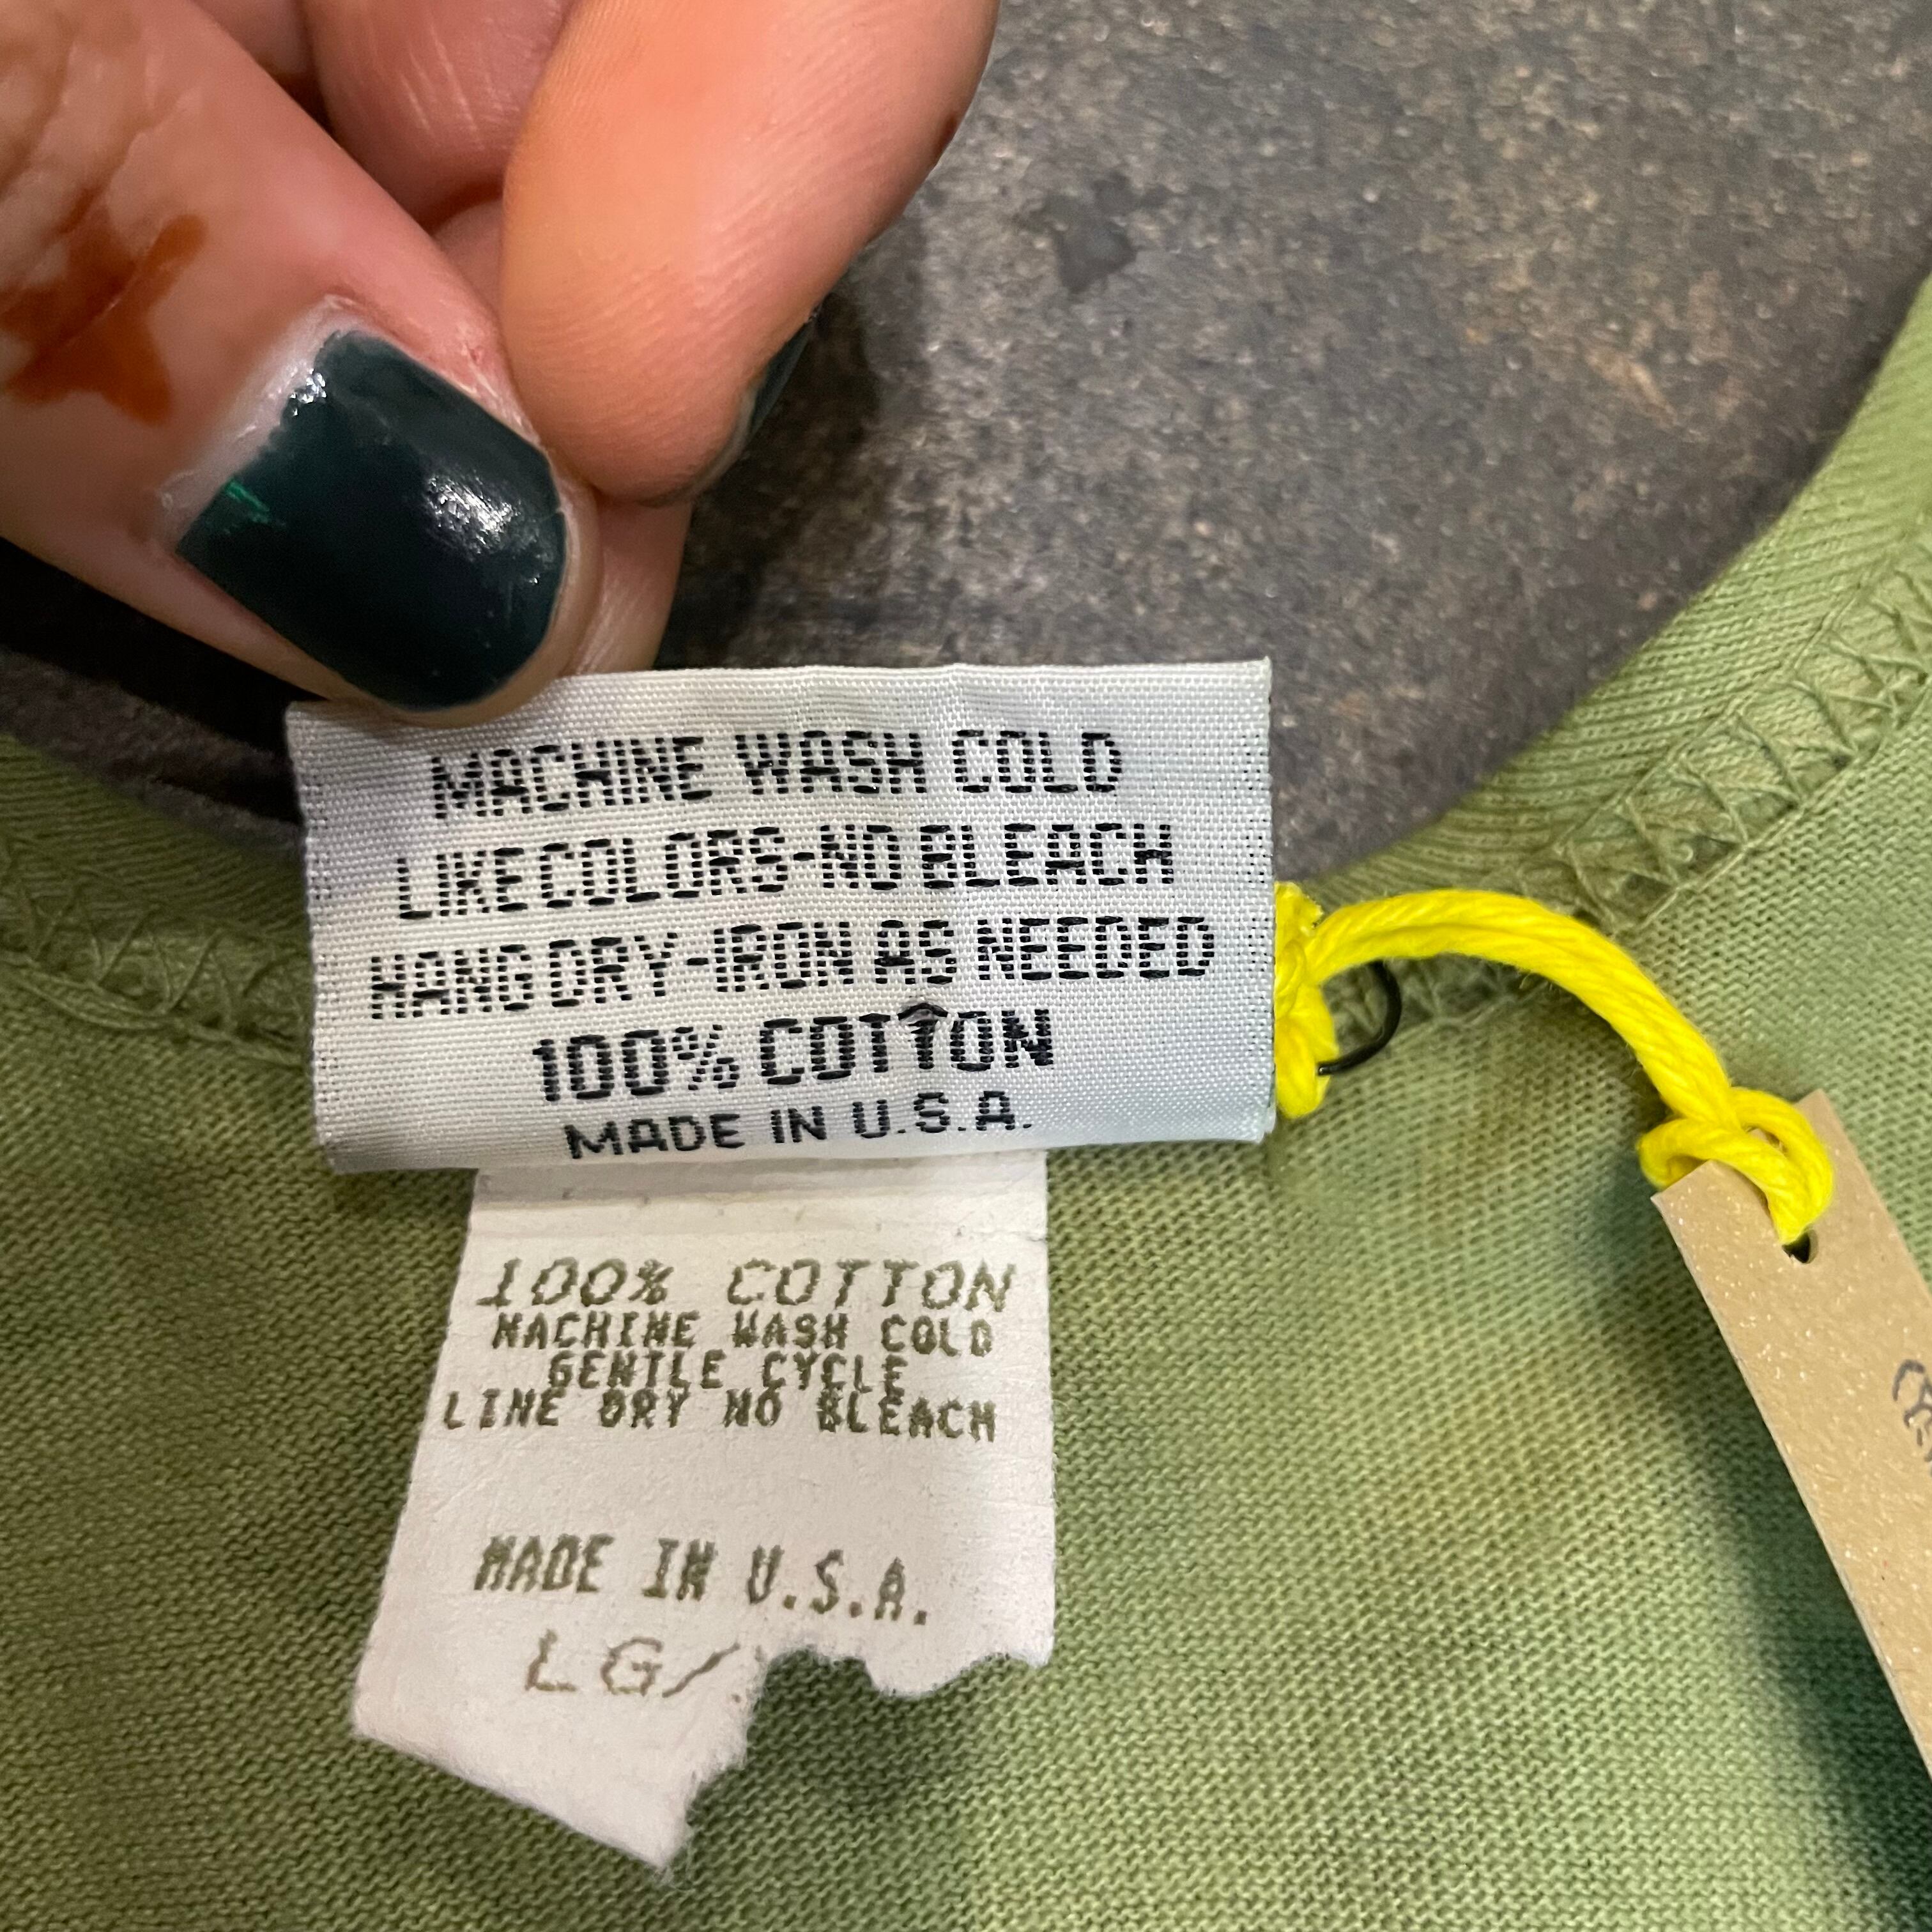 MACHINE WASH COLD
LIKE COLORS-NO BLEACH
HANG DRY-IRON AS NEEDED
100% COTTON
MADE IN U.S.A.
100% COTTON
MACHINE WASH COLD
GENTLE CYCLE
LINE DRY NO BLEACH
MADE IN U.S.A.
LG/